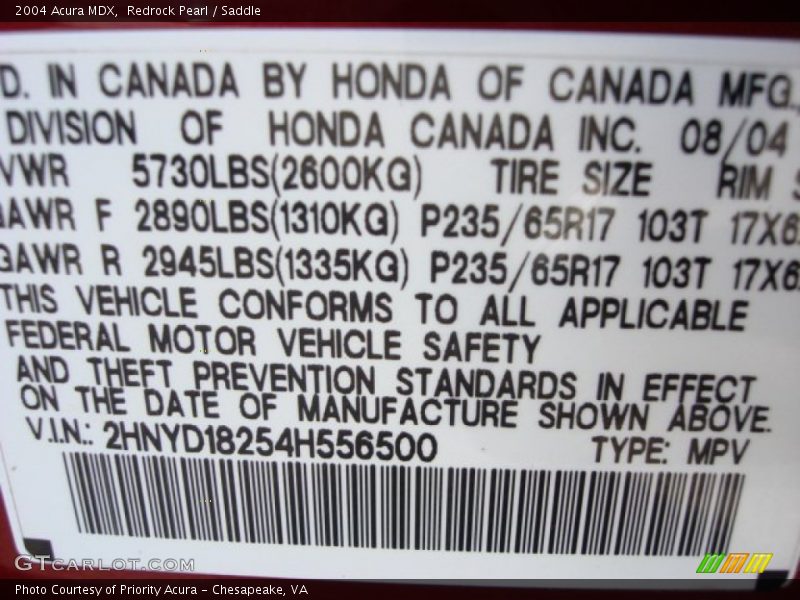 2004 Acura MDX, Redrock Pearl / Saddle
D. IN CANADA BY HONDA OF CANADA MFG.,
DIVISION OF HONDA CANADA INC. 08/04
VWR 5730LBS(2600KG) TIRE SIZE RIM S
GAWR F 2890LBS(1310KG) P235/65R17 103T 17X6
GAWR R 2945LBS(1335KG) P235/65R17 103T 17X6
THIS VEHICLE CONFORMS TO ALL APPLICABLE
FEDERAL MOTOR VEHICLE SAFETY
AND THEFT PREVENTION STANDARDS IN EFFECT
ON THE DATE OF MANUFACTURE SHOWN ABOVE.
V.I.N.: 2HNYD18254H556500 TYPE: MPV
GTCARLOT.COM
Photo Courtesy of Priority Acura - Chesapeake, VA